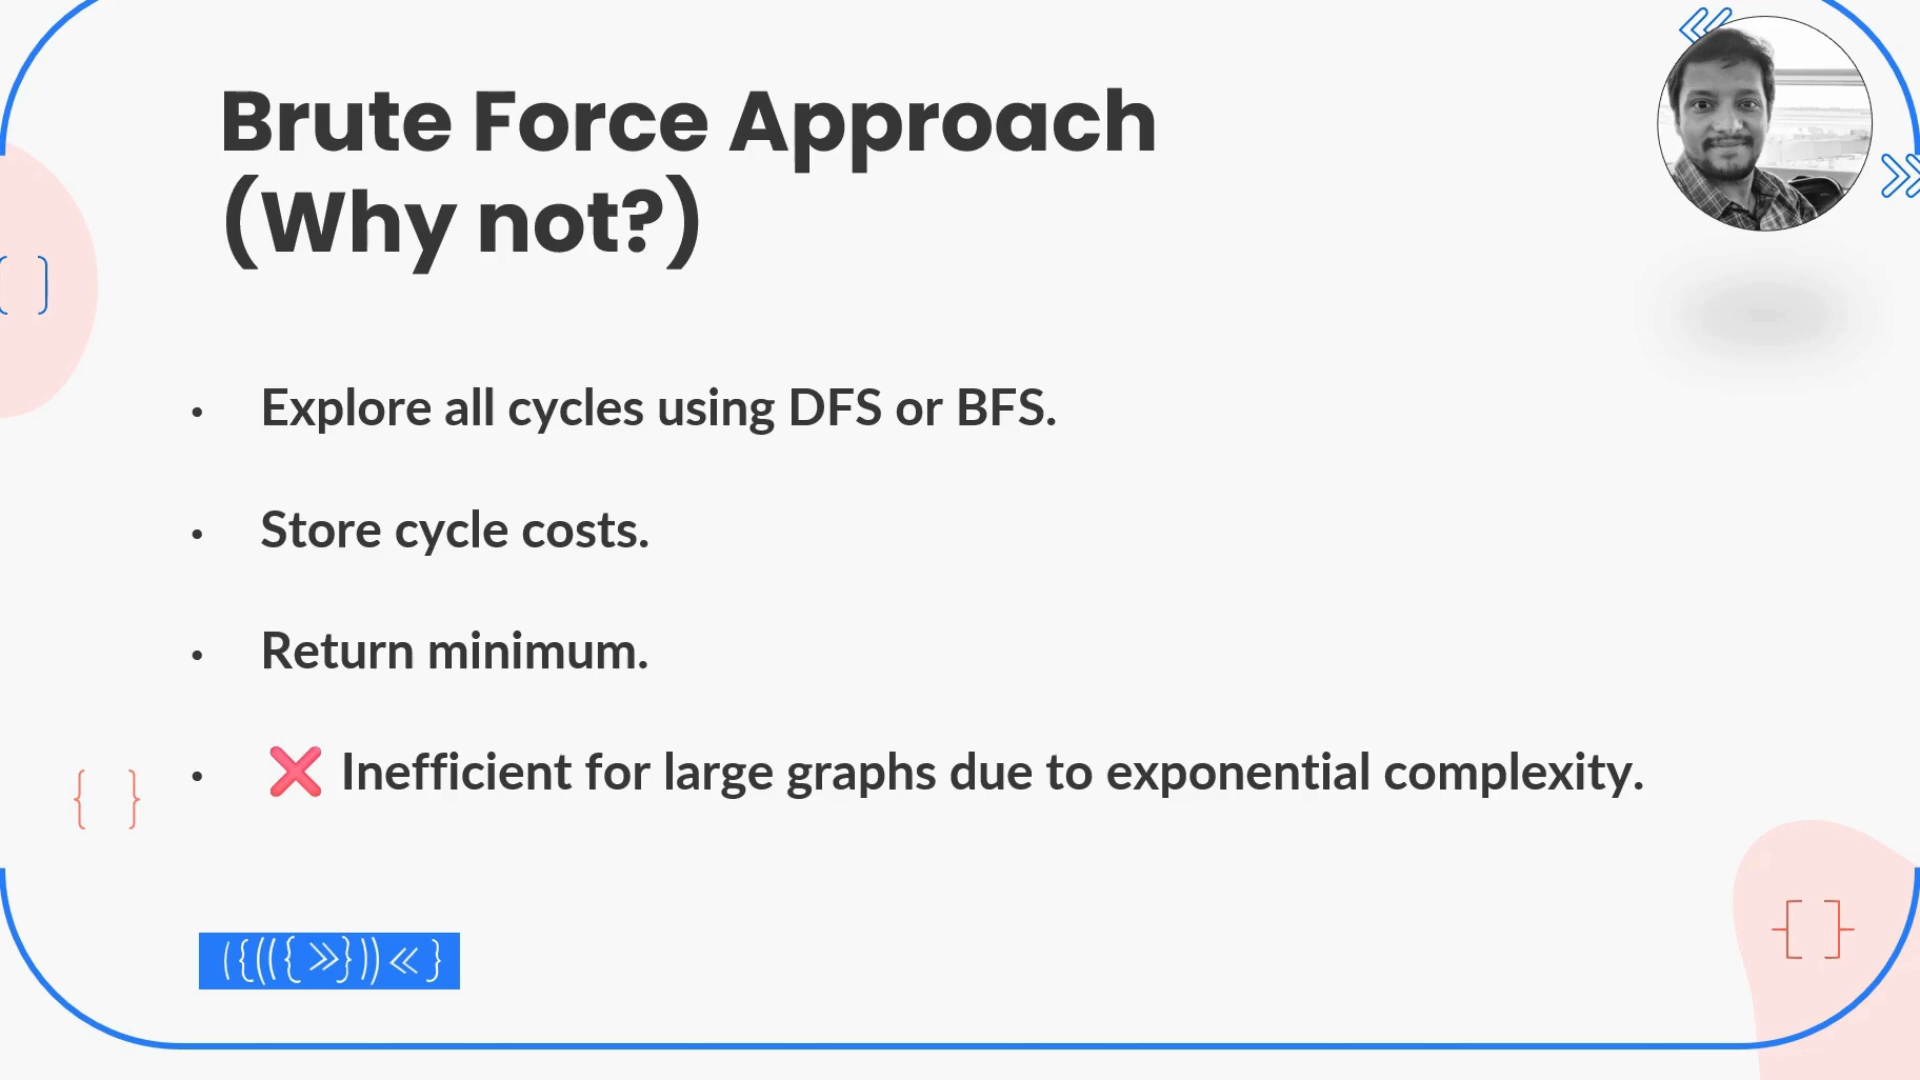 Brute Force Approach
(Why not?)
• Explore all cycles using DFS or BFS.
• Store cycle costs.
• Return minimum.
• ❌ Inefficient for large graphs due to exponential complexity.